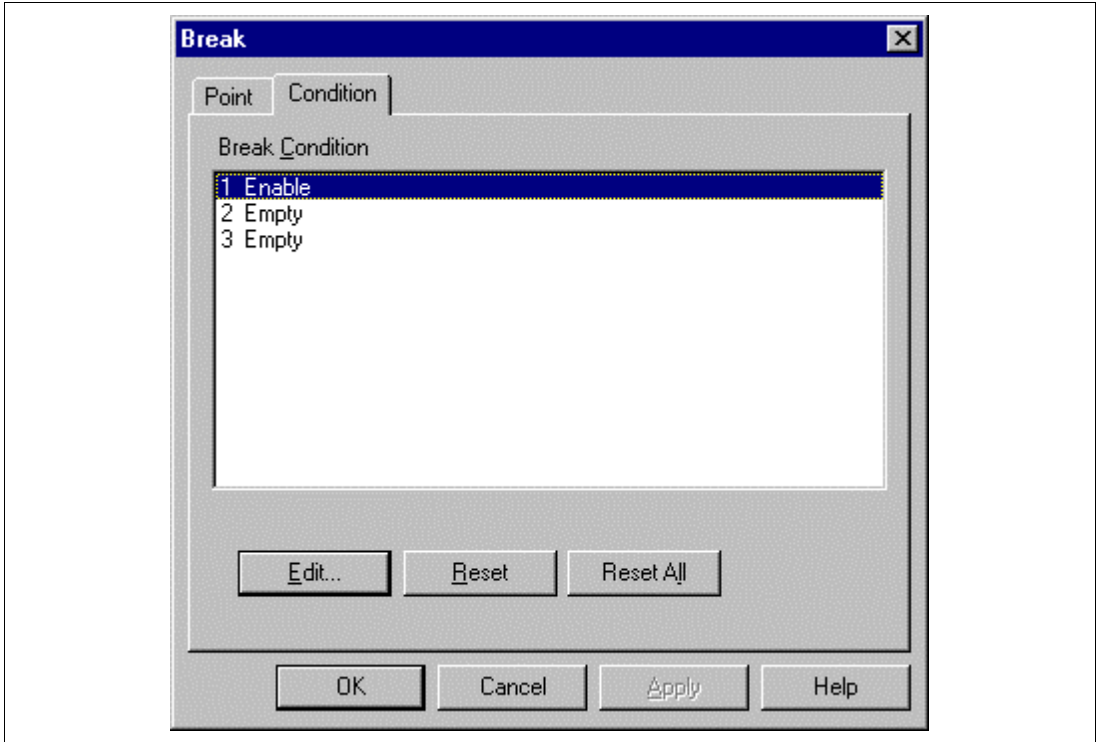 Break
Point Condition
Break Condition
1 Enable
2 Empty
3 Empty
Edit... Reset Reset All
OK Cancel Apply Help